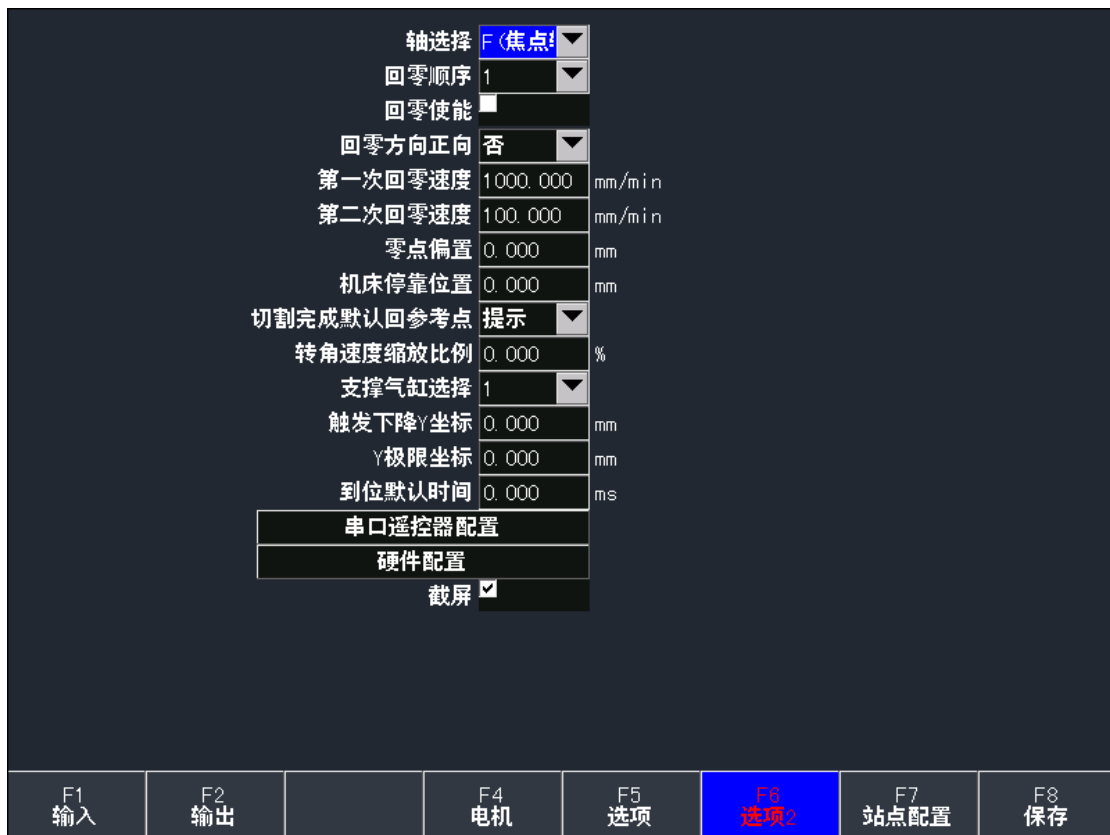 轴选择 F(焦点
回零顺序 1
回零使能
回零方向正向 否
第一次回零速度 1000.000 mm/min
第二次回零速度 100.000 mm/min
零点偏置 0.000 mm
机床停靠位置 0.000 mm
切割完成默认回参考点 提示
转角速度缩放比例 0.000 %
支撑气缸选择 1
触发下降Y坐标 0.000 mm
Y极限坐标 0.000 mm
到位默认时间 0.000 ms
串口遥控器配置
硬件配置
截屏
F1 F2 F4 F5 F6 F7 F8
输入 输出 电机 选项 选项2 站点配置 保存